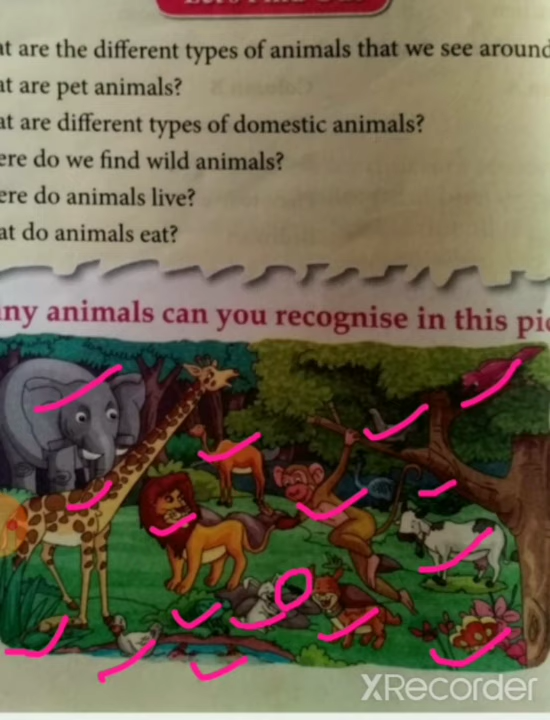 at are the different types of animals that we see around
at are pet animals?
at are different types of domestic animals?
ere do we find wild animals?
ere do animals live?
at do animals eat?
any animals can you recognise in this pic
XRecorder